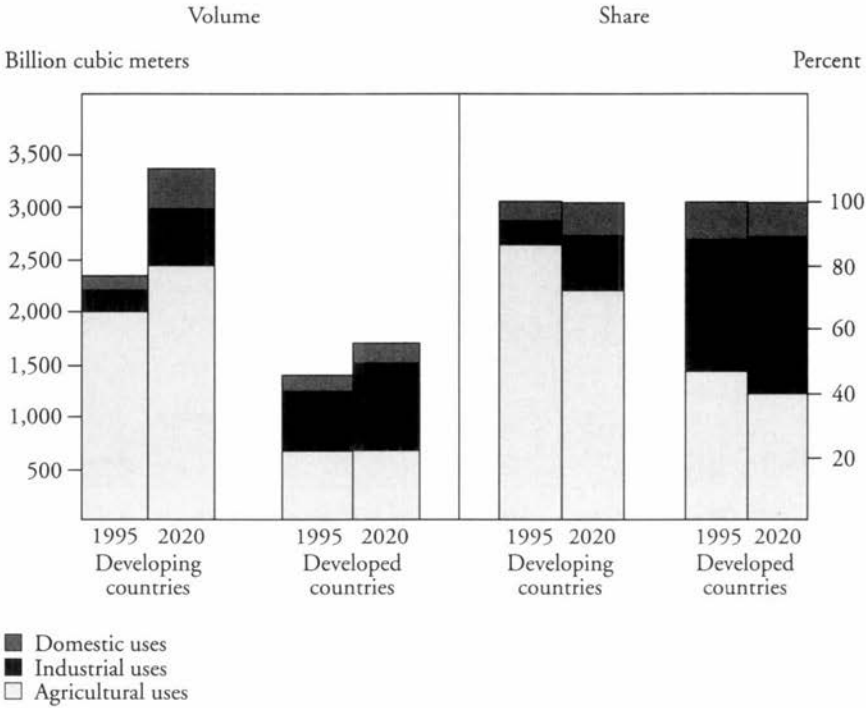 Volume
Share
Billion cubic meters
Percent
3,500
3,000
2,500
2,000
1,500
1,000
500
100
80
60
40
20
1995 2020
Developing
countries
1995 2020
Developed
countries
1995 2020
Developing
countries
1995 2020
Developed
countries
Domestic uses
Industrial uses
Agricultural uses